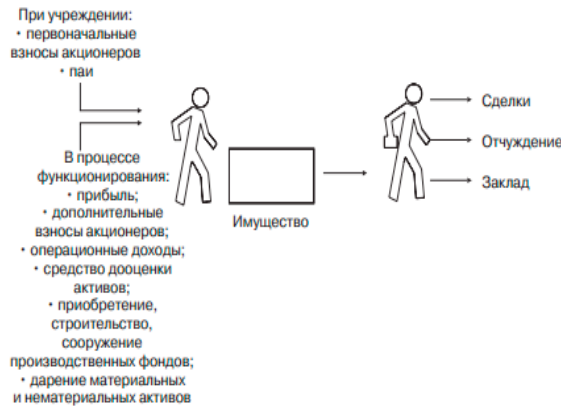 При учреждении:
• первоначальные
взносы акционеров
• паи
В процессе
функционирования:
• прибыль;
• дополнительные
взносы акционеров;
• операционные доходы;
• средство дооценки
активов;
• приобретение,
строительство,
сооружение
производственных фондов;
• дарение материальных
и нематериальных активов
Имущество
Сделки
Отчуждение
Заклад